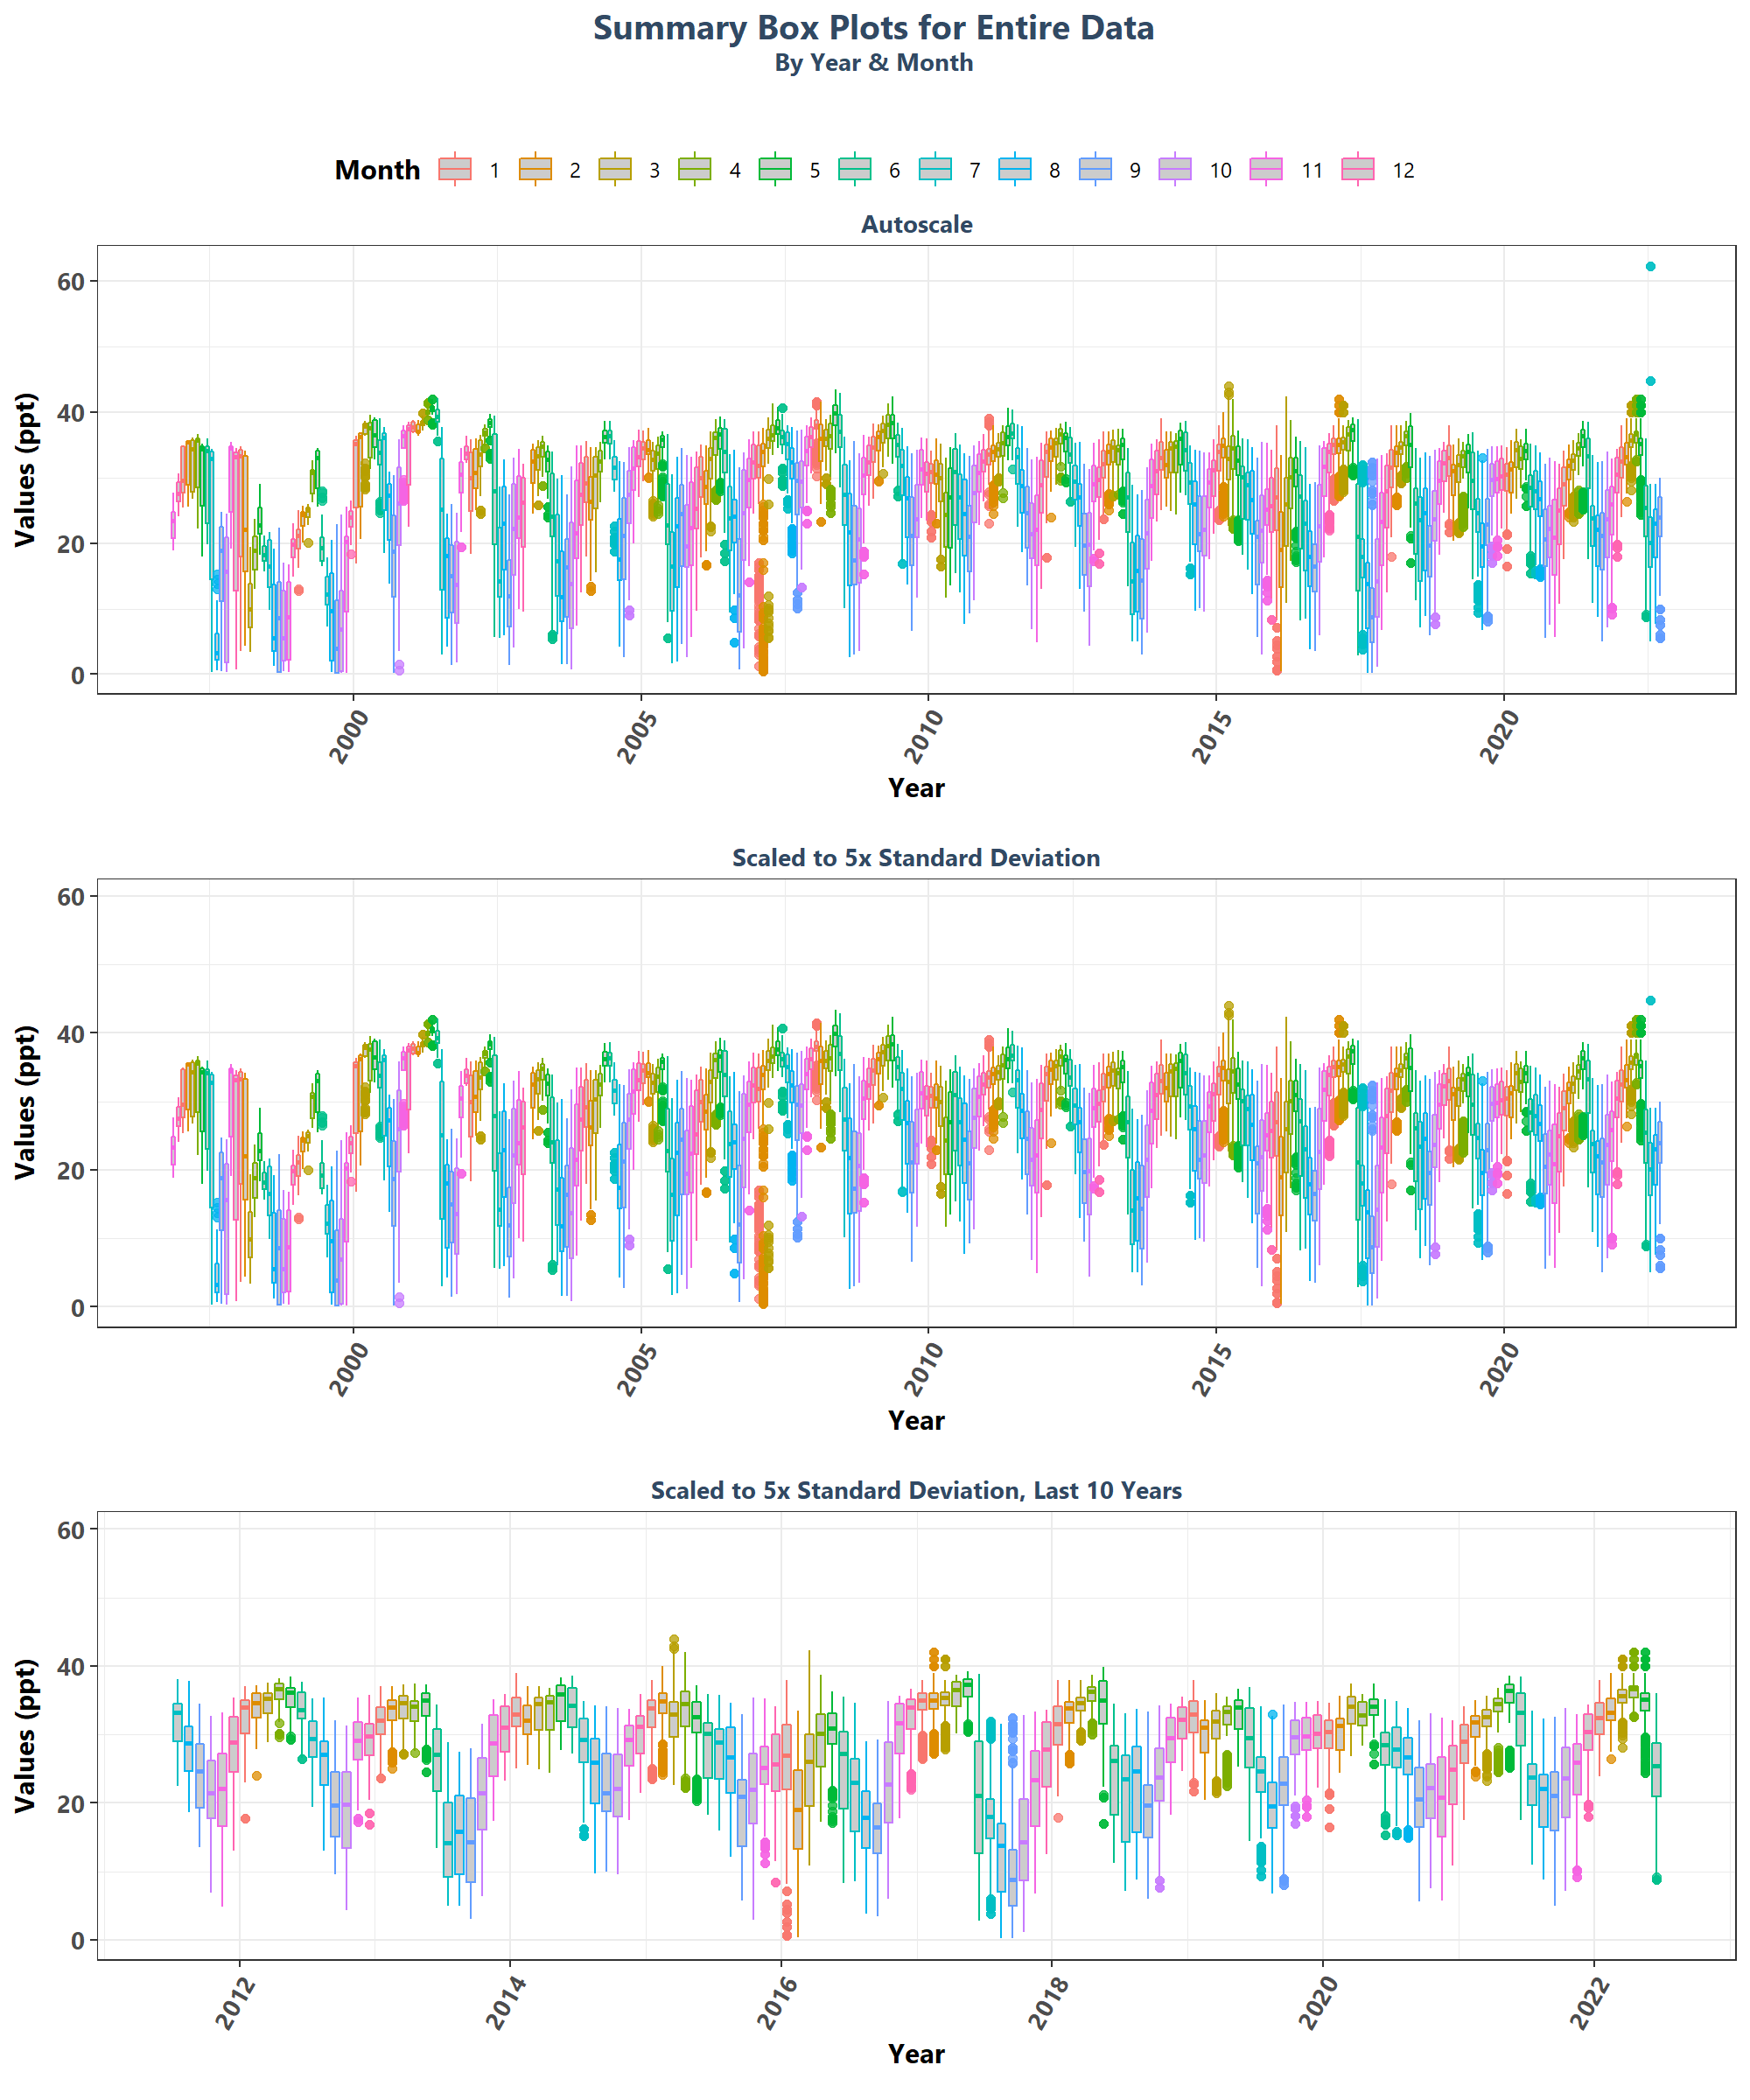 Summary Box Plots for Entire Data
By Year & Month
Month 1 2 3 4 5 6 7 8 9 10 11 12
Autoscale
Values (ppt)
60
40
20
0
2000 2005 2010 2015 2020
Year
Scaled to 5x Standard Deviation
Values (ppt)
60
40
20
0
2000 2005 2010 2015 2020
Year
Scaled to 5x Standard Deviation, Last 10 Years
Values (ppt)
60
40
20
0
2012 2014 2016 2018 2020 2022
Year